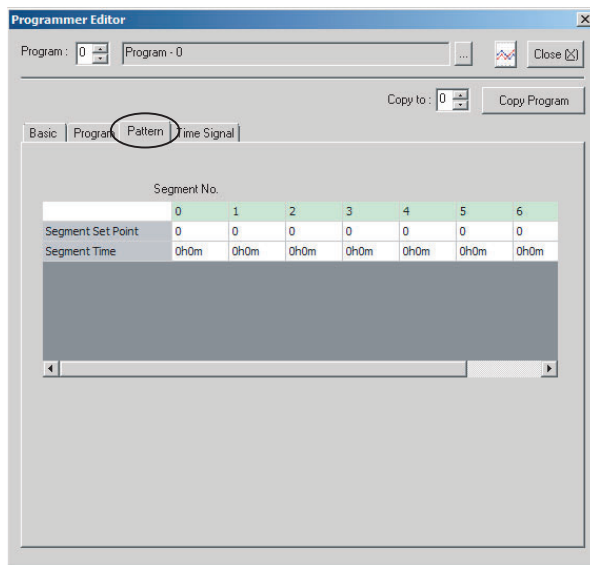 Programmer Editor
Program : 0 Program - 0 ... Close (X)
Copy to : 0 Copy Program
Basic Program Pattern Time Signal
Segment No.
0 1 2 3 4 5 6
Segment Set Point 0 0 0 0 0 0 0
Segment Time 0h0m 0h0m 0h0m 0h0m 0h0m 0h0m 0h0m